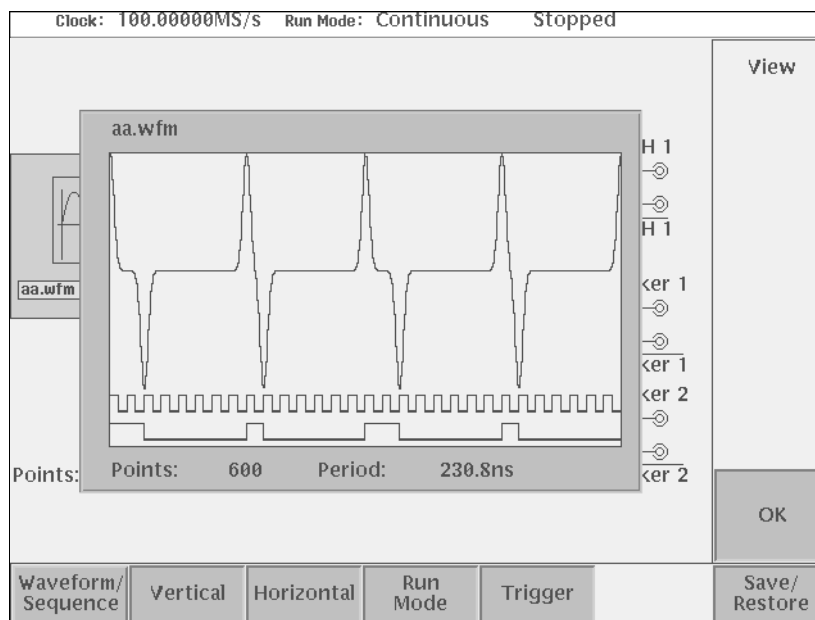 Clock: 100.00000MS/s Run Mode: Continuous Stopped
View
aa.wfm
H 1
H 1
aa.wfm
ker 1
ker 1
ker 2
Points: 600 Period: 230.8ns
Points:
ker 2
OK
Waveform/
Sequence
Vertical
Horizontal
Run
Mode
Trigger
Save/
Restore